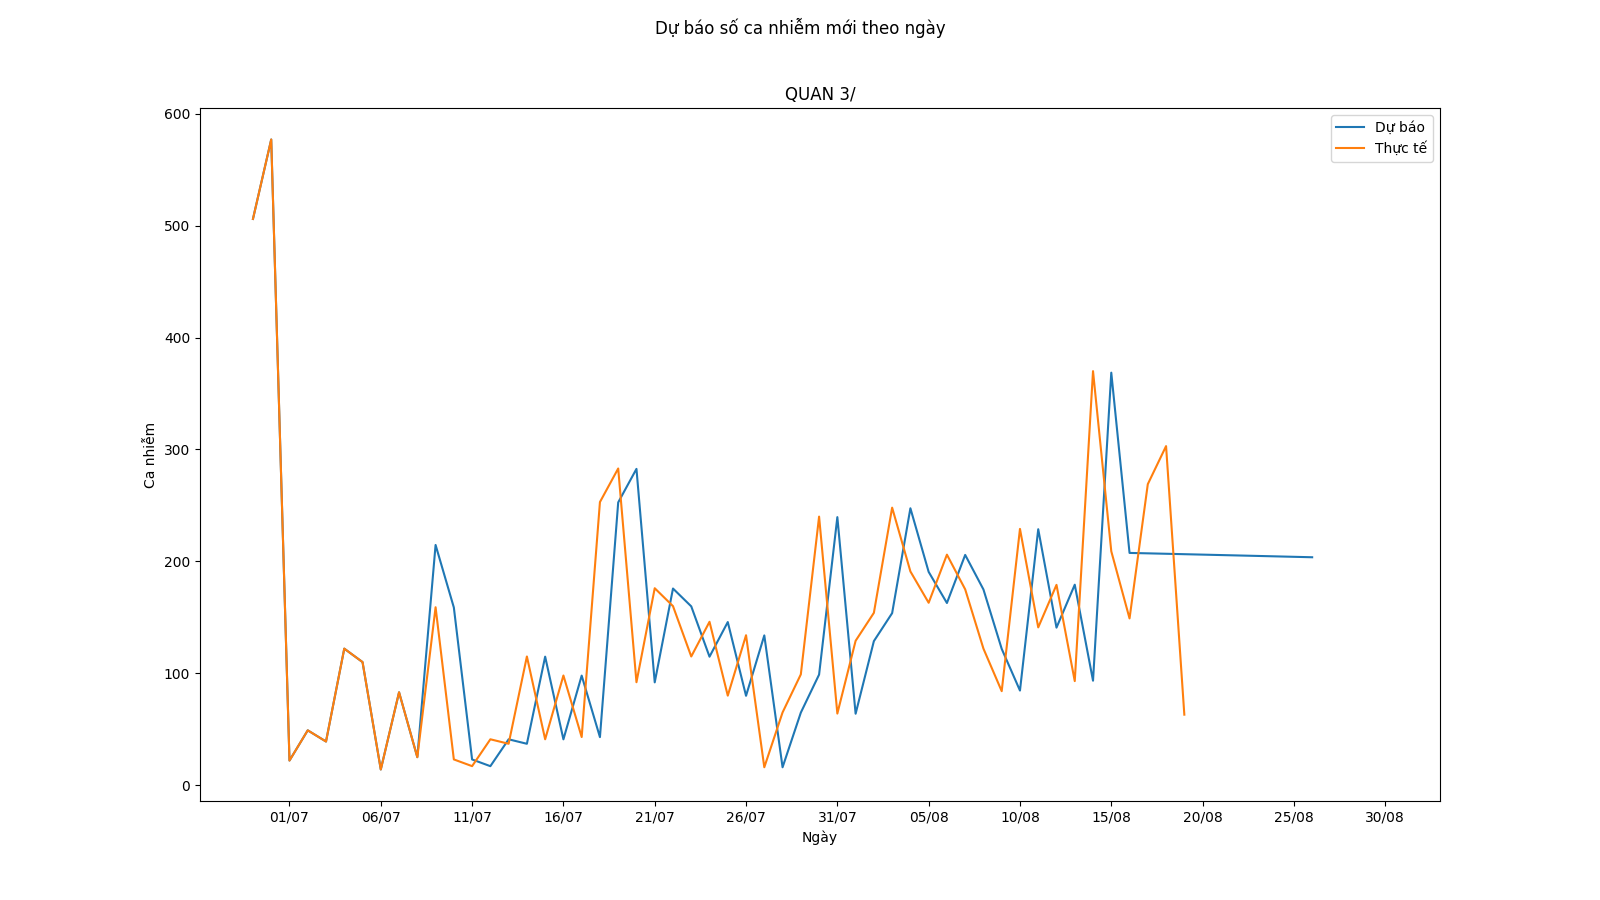 Dự báo số ca nhiễm mới theo ngày
QUAN 3/
Dự báo
Thực tế
600
500
400
300
200
100
0
Ca nhiễm
01/07 06/07 11/07 16/07 21/07 26/07 31/07 05/08 10/08 15/08 20/08 25/08 30/08
Ngày